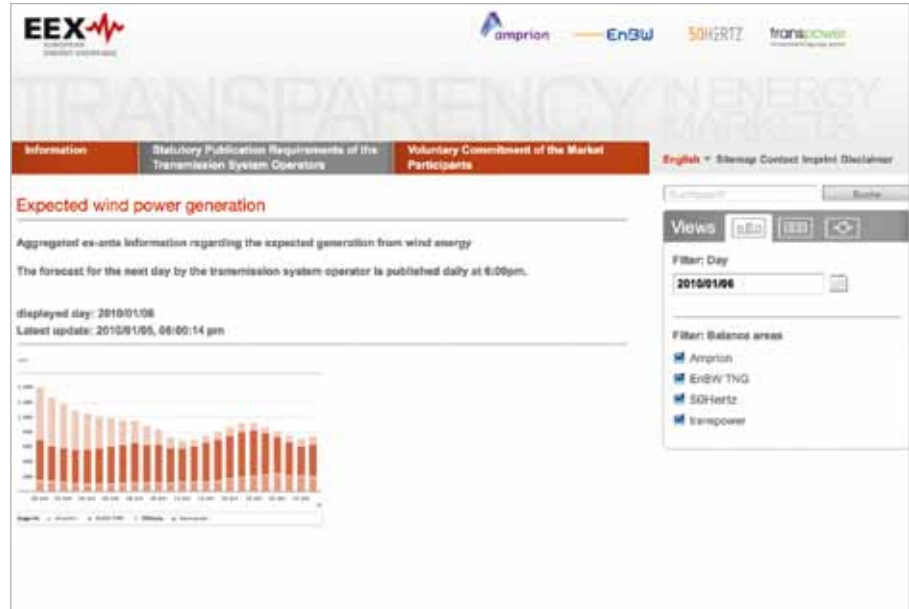 EEX
EUROPEAN
ENERGY EXCHANGE
amprion
EnBW
50HERTZ
transpower
TRANSPARENCY
IN ENERGY
MARKETS
Information
Statutory Publication Requirements of the
Transmission System Operators
Voluntary Commitment of the Market
Participants
English Sitemap Contact Imprint Disclaimer
Suche
Expected wind power generation
Views
Aggregated ex-ante information regarding the expected generation from wind energy
Filter: Day
The forecast for the next day by the transmission system operator is published daily at 6:00pm.
2010/01/06
displayed day: 2010/01/06
Latest update: 2010/01/05, 06:00:14 pm
Filter: Balance areas
Amprion
EnBW TNG
50Hertz
transpower